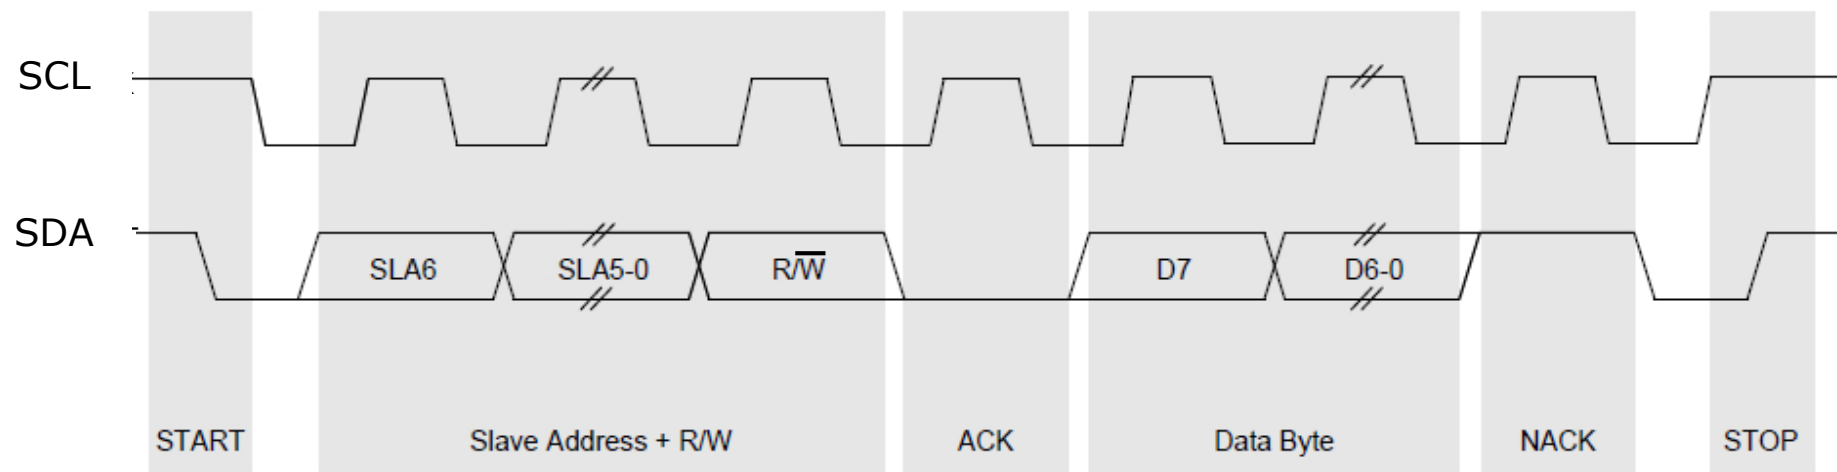 SCL
SDA
SLA6 SLA5-0 R/W̅ D7 D6-0
START Slave Address + R/W ACK Data Byte NACK STOP